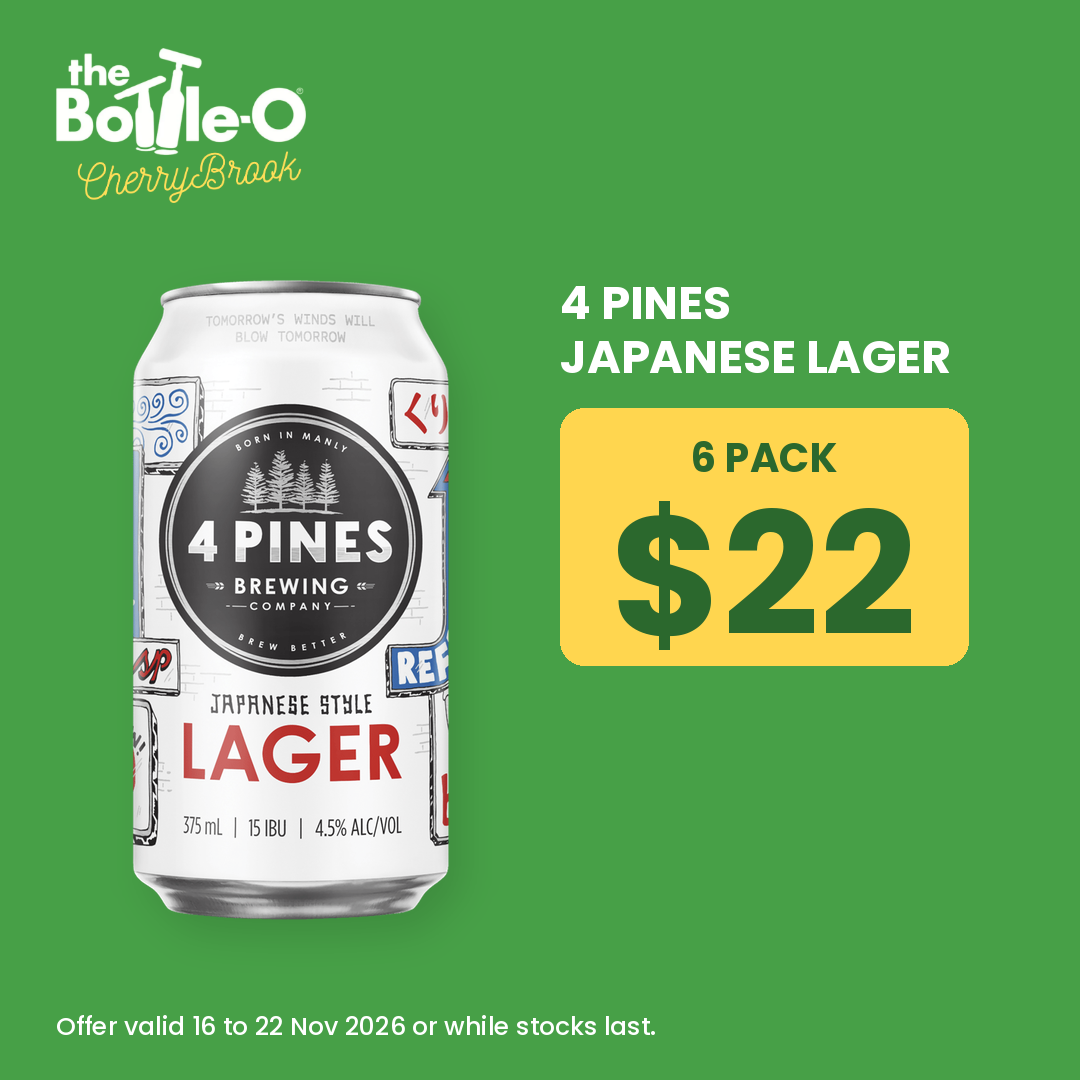 the
Bottle-O®
CherryBrook
TOMORROW'S WINDS WILL
BLOW TOMORROW
BORN IN MANLY
4 PINES
BREWING
COMPANY
BREW BETTER
JAPANESE STYLE
LAGER
375 mL | 15 IBU | 4.5% ALC/VOL
4 PINES
JAPANESE LAGER
6 PACK
$22
Offer valid 16 to 22 Nov 2026 or while stocks last.